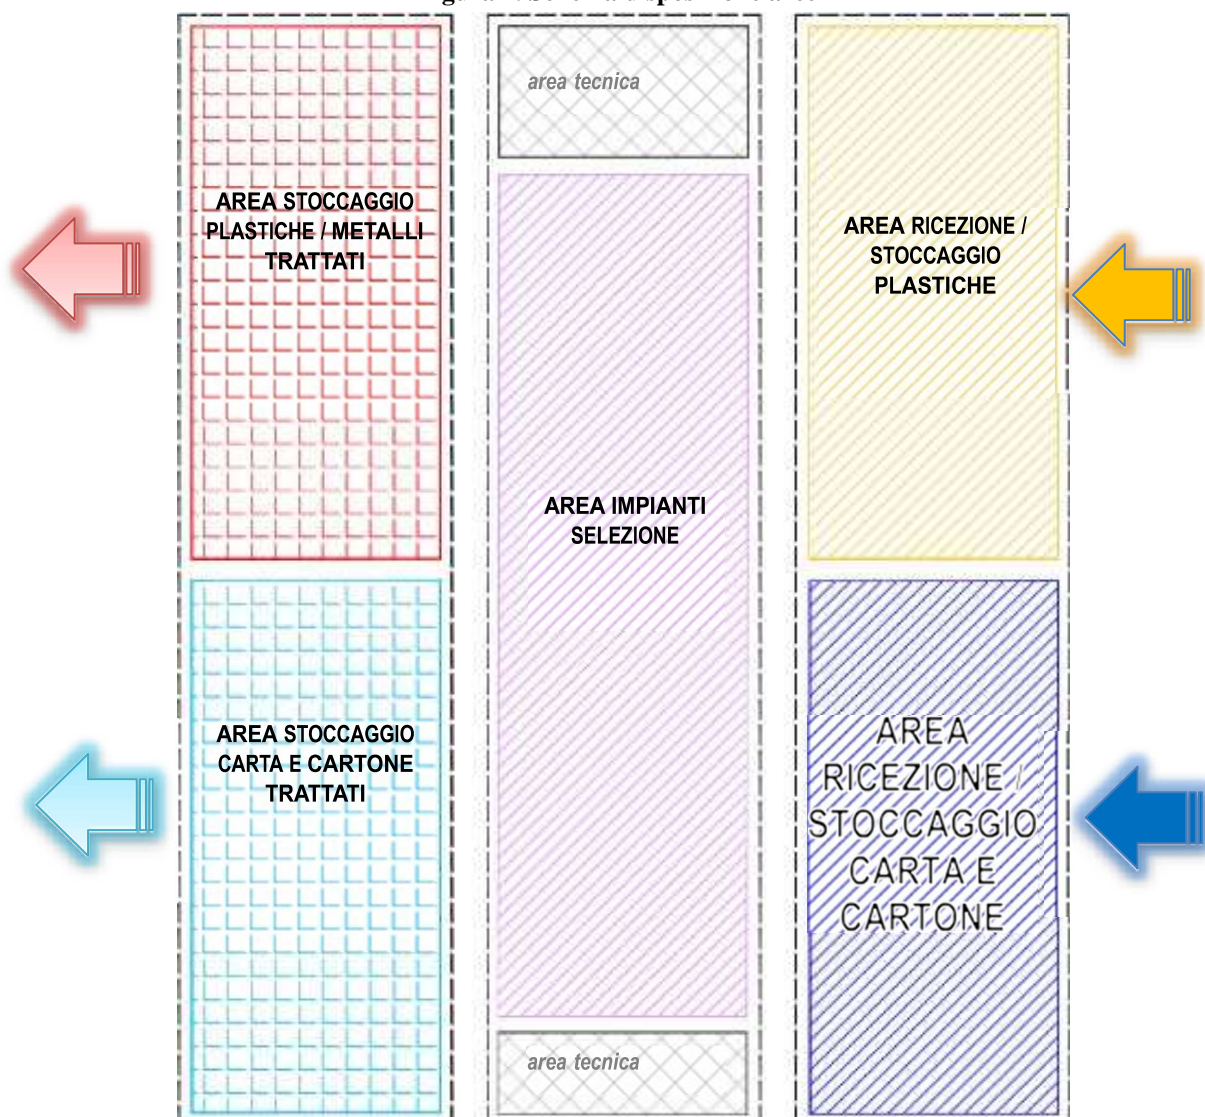 area tecnica
AREA STOCCAGGIO
PLASTICHE / METALLI
TRATTATI
AREA RICEZIONE /
STOCCAGGIO
PLASTICHE
AREA IMPIANTI
SELEZIONE
AREA STOCCAGGIO
CARTA E CARTONE
TRATTATI
AREA
RICEZIONE /
STOCCAGGIO
CARTA E
CARTONE
area tecnica